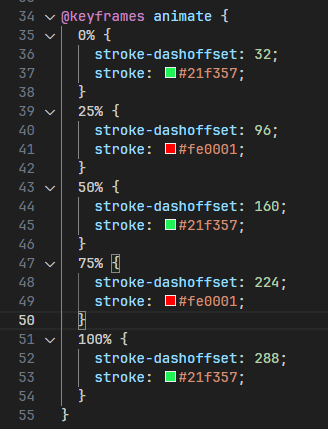 34 @keyframes animate {
35 0% {
36 stroke-dashoffset: 32;
37 stroke: #21f357;
38 }
39 25% {
40 stroke-dashoffset: 96;
41 stroke: #fe0001;
42 }
43 50% {
44 stroke-dashoffset: 160;
45 stroke: #21f357;
46 }
47 75% {
48 stroke-dashoffset: 224;
49 stroke: #fe0001;
50 }
51 100% {
52 stroke-dashoffset: 288;
53 stroke: #21f357;
54 }
55 }